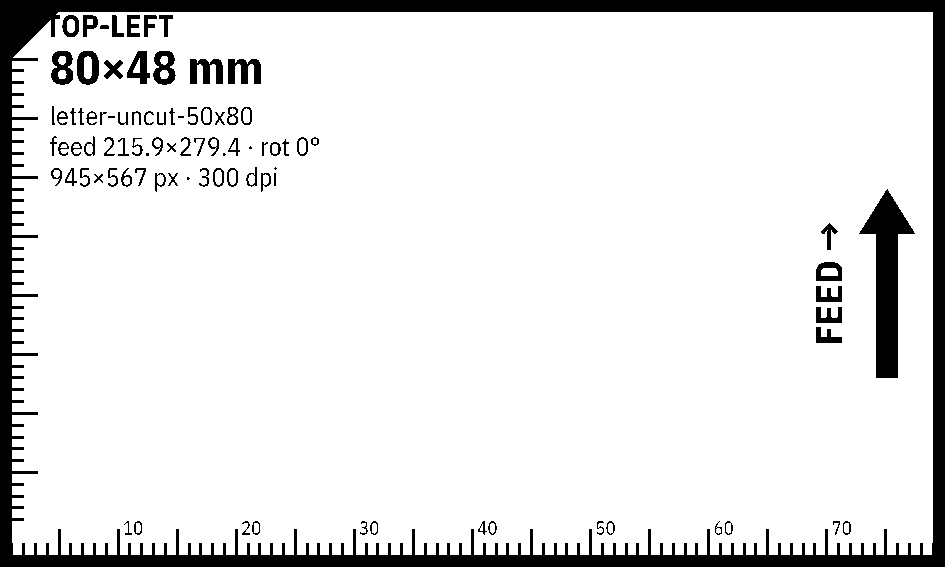 TOP-LEFT
80×48 mm
letter-uncut-50x80
feed 215.9×279.4 · rot 0°
945×567 px · 300 dpi
FEED →
10 20 30 40 50 60 70